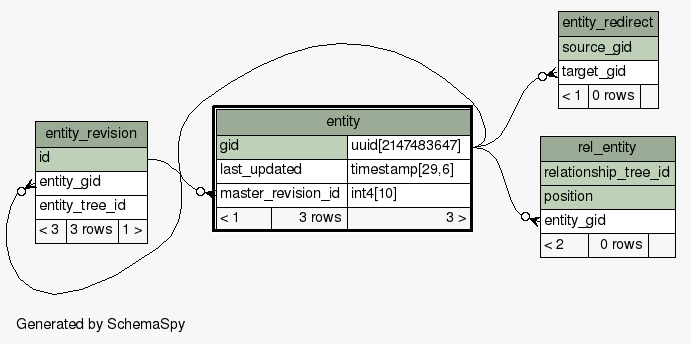 entity_redirect
source_gid
target_gid
< 1 0 rows
entity_revision
id
entity_gid
entity_tree_id
< 3 3 rows 1 >
entity
gid uuid[2147483647]
last_updated timestamp[29,6]
master_revision_id int4[10]
< 1 3 rows 3 >
rel_entity
relationship_tree_id
position
entity_gid
< 2 0 rows
Generated by SchemaSpy